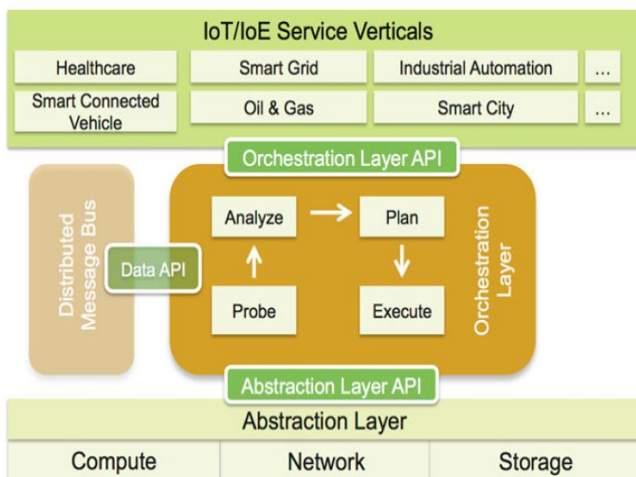 IoT/IoE Service Verticals
Healthcare
Smart Grid
Industrial Automation
...
Smart Connected
Vehicle
Oil & Gas
Smart City
...
Orchestration Layer API
Distributed
Message Bus
Data API
Analyze
Plan
Probe
Execute
Orchestration
Layer
Abstraction Layer API
Abstraction Layer
Compute
Network
Storage